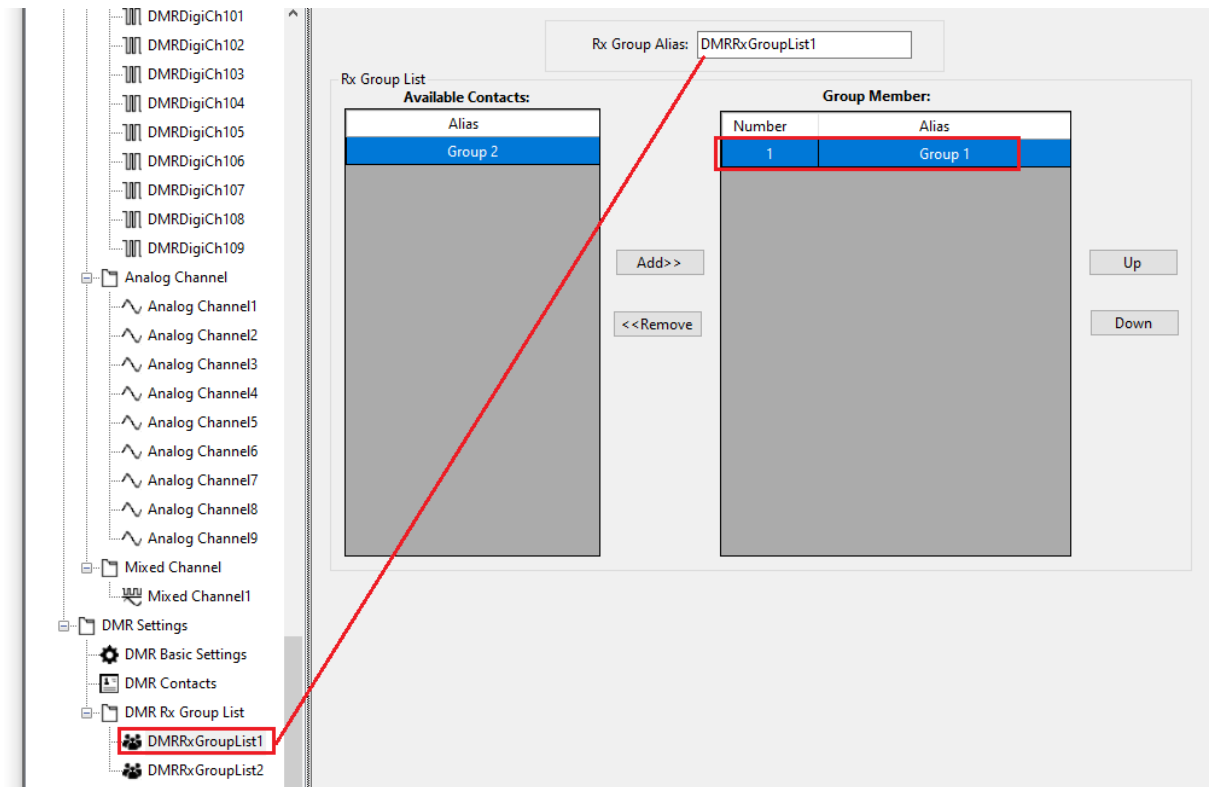 DMRDigiCh101
DMRDigiCh102
DMRDigiCh103
DMRDigiCh104
DMRDigiCh105
DMRDigiCh106
DMRDigiCh107
DMRDigiCh108
DMRDigiCh109
Analog Channel
Analog Channel1
Analog Channel2
Analog Channel3
Analog Channel4
Analog Channel5
Analog Channel6
Analog Channel7
Analog Channel8
Analog Channel9
Mixed Channel
Mixed Channel1
DMR Settings
DMR Basic Settings
DMR Contacts
DMR Rx Group List
DMRRxGroupList1
DMRRxGroupList2
Rx Group Alias: DMRRxGroupList1
Rx Group List
Available Contacts:
Alias
Group 2
Add>>
<<Remove
Group Member:
Number Alias
1 Group 1
Up
Down